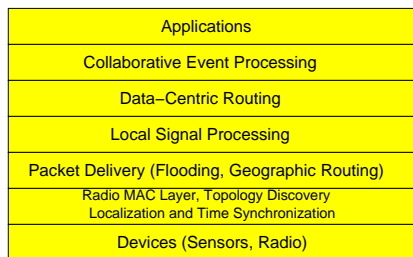 Applications
Collaborative Event Processing
Data−Centric Routing
Local Signal Processing
Packet Delivery (Flooding, Geographic Routing)
Radio MAC Layer, Topology Discovery
Localization and Time Synchronization
Devices (Sensors, Radio)